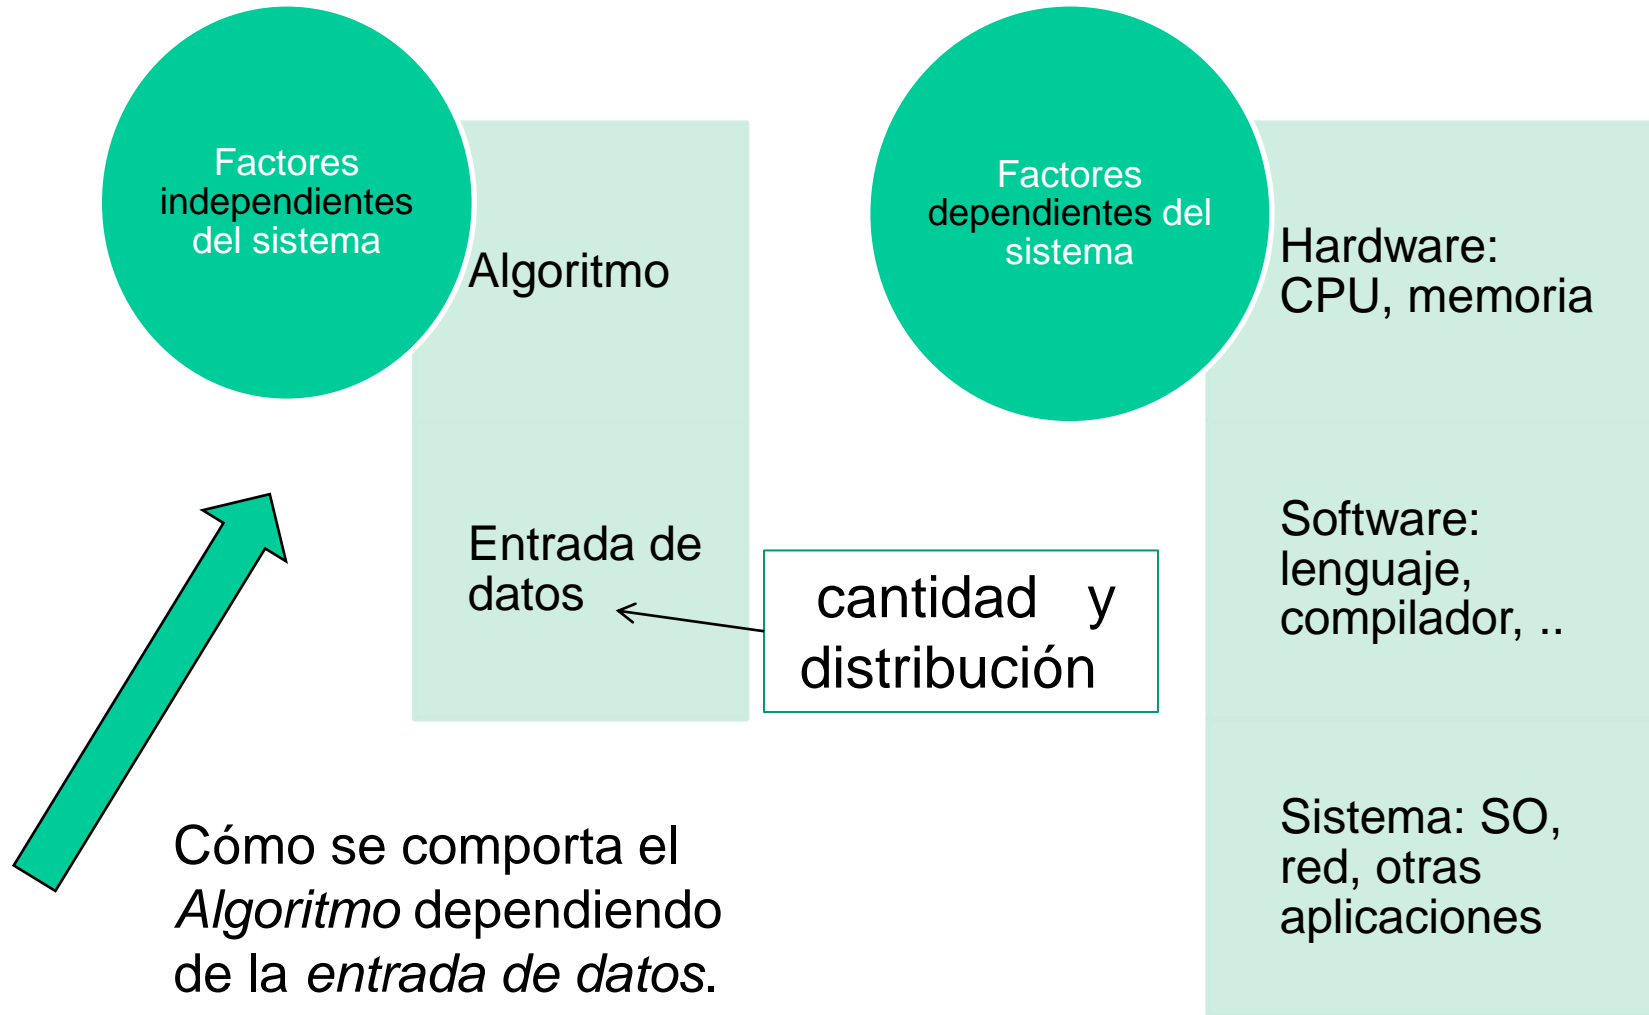 Factores
independientes
del sistema
Algoritmo
Entrada de
datos
cantidad y
distribución
Cómo se comporta el
Algoritmo dependiendo
de la entrada de datos.
Factores
dependientes del
sistema
Hardware:
CPU, memoria
Software:
lenguaje,
compilador, ..
Sistema: SO,
red, otras
aplicaciones